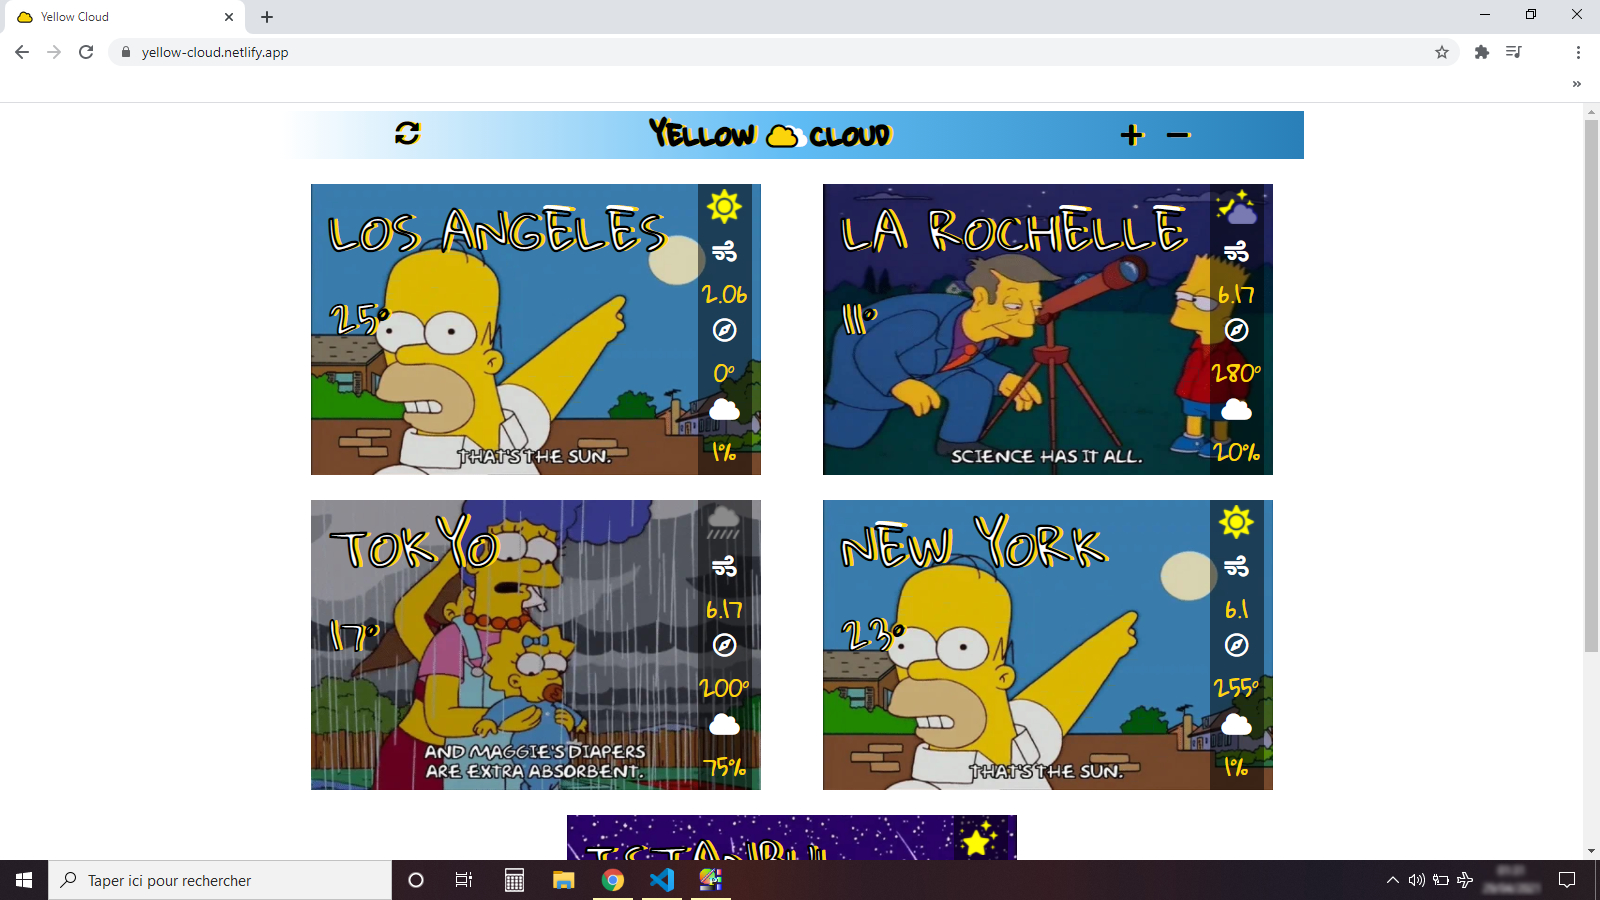 Yellow Cloud
yellow-cloud.netlify.app
»
YELLOW CLOUD
+ −
LOS ANGELES
25°
2.06
0°
1%
THAT'S THE SUN.
LA ROCHELLE
11°
6.17
280°
20%
SCIENCE HAS IT ALL.
TOKYO
17°
6.17
200°
75%
AND MAGGIE'S DIAPERS
ARE EXTRA ABSORBENT.
NEW YORK
23°
6.1
255°
1%
THAT'S THE SUN.
ISTANBUL
Taper ici pour rechercher